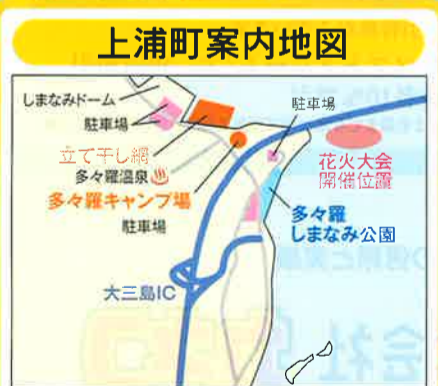 上浦町案内地図
しまなみドーム
駐車場
駐車場
立て干し網
多々羅温泉♨
多々羅キャンプ場
駐車場
花火大会
開催位置
多々羅
しまなみ公園
大三島IC
会社